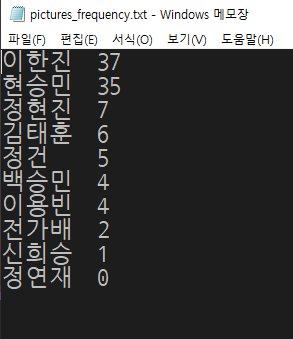 pictures_frequency.txt - Windows 메모장
파일(F) 편집(E) 서식(O) 보기(V) 도움말(H)
이한진 37
현승민 35
정현진 7
김태훈 6
정건 5
백승민 4
이용빈 4
전가배 2
신희승 1
정연재 0